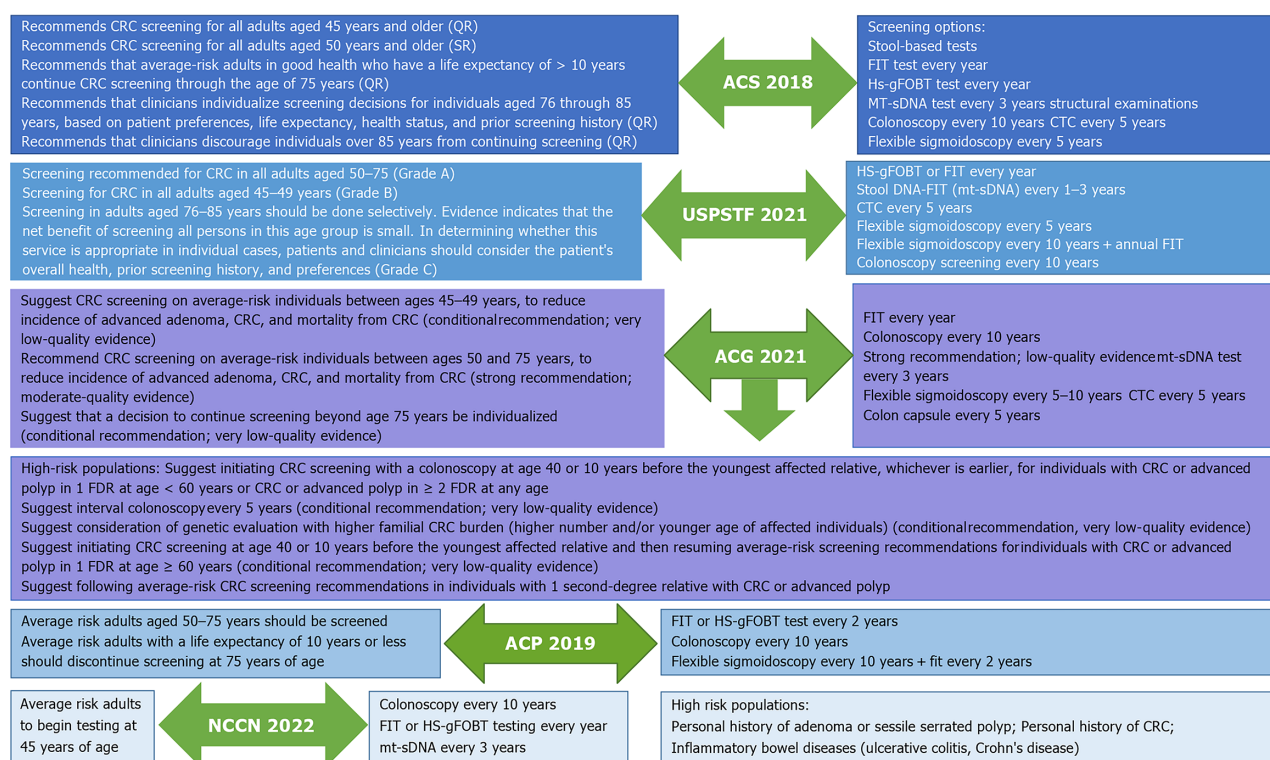 Recommends CRC screening for all adults aged 45 years and older (QR)
Recommends CRC screening for all adults aged 50 years and older (SR)
Recommends that average-risk adults in good health who have a life expectancy of > 10 years
continue CRC screening through the age of 75 years (QR)
Recommends that clinicians individualize screening decisions for individuals aged 76 through 85
years, based on patient preferences, life expectancy, health status, and prior screening history (QR)
Recommends that clinicians discourage individuals over 85 years from continuing screening (QR)
ACS 2018
Screening options:
Stool-based tests
FIT test every year
Hs-gFOBT test every year
MT-sDNA test every 3 years structural examinations
Colonoscopy every 10 years CTC every 5 years
Flexible sigmoidoscopy every 5 years
Screening recommended for CRC in all adults aged 50–75 (Grade A)
Screening for CRC in all adults aged 45–49 years (Grade B)
Screening in adults aged 76–85 years should be done selectively. Evidence indicates that the
net benefit of screening all persons in this age group is small. In determining whether this
service is appropriate in individual cases, patients and clinicians should consider the patient's
overall health, prior screening history, and preferences (Grade C)
USPSTF 2021
HS-gFOBT or FIT every year
Stool DNA-FIT (mt-sDNA) every 1–3 years
CTC every 5 years
Flexible sigmoidoscopy every 5 years
Flexible sigmoidoscopy every 10 years + annual FIT
Colonoscopy screening every 10 years
Suggest CRC screening on average-risk individuals between ages 45–49 years, to reduce
incidence of advanced adenoma, CRC, and mortality from CRC (conditionalrecommendation; very
low-quality evidence)
Recommend CRC screening on average-risk individuals between ages 50 and 75 years, to
reduce incidence of advanced adenoma, CRC, and mortality from CRC (strong recommendation;
moderate-quality evidence)
Suggest that a decision to continue screening beyond age 75 years be individualized
(conditional recommendation; very low-quality evidence)
ACG 2021
FIT every year
Colonoscopy every 10 years
Strong recommendation; low-quality evidencemt-sDNA test
every 3 years
Flexible sigmoidoscopy every 5–10 years CTC every 5 years
Colon capsule every 5 years
High-risk populations: Suggest initiating CRC screening with a colonoscopy at age 40 or 10 years before the youngest affected relative, whichever is earlier, for individuals with CRC or advanced
polyp in 1 FDR at age < 60 years or CRC or advanced polyp in ≥ 2 FDR at any age
Suggest interval colonoscopyevery 5 years (conditional recommendation; very low-quality evidence)
Suggest consideration of genetic evaluation with higher familial CRC burden (higher number and/or younger age of affected individuals) (conditionalrecommendation, very low-quality evidence)
Suggest initiating CRC screening at age 40 or 10 years before the youngest affected relative and then resuming average-risk screening recommendations forindividuals with CRC or advanced
polyp in 1 FDR at age ≥ 60 years (conditional recommendation; very low-quality evidence)
Suggest following average-risk CRC screening recommendations in individuals with 1 second-degree relative with CRC or advanced polyp
Average risk adults aged 50–75 years should be screened
Average risk adults with a life expectancy of 10 years or less
should discontinue screening at 75 years of age
ACP 2019
FIT or HS-gFOBT test every 2 years
Colonoscopy every 10 years
Flexible sigmoidoscopy every 10 years + fit every 2 years
Average risk adults
to begin testing at
45 years of age
NCCN 2022
Colonoscopy every 10 years
FIT or HS-gFOBT testing every year
mt-sDNA every 3 years
High risk populations:
Personal history of adenoma or sessile serrated polyp; Personal history of CRC;
Inflammatory bowel diseases (ulcerative colitis, Crohn's disease)